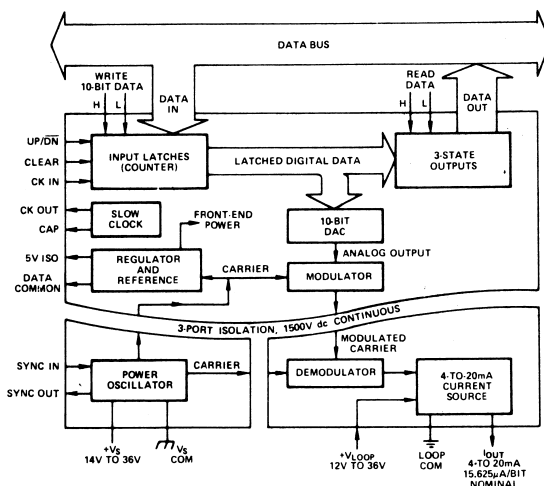 DATA BUS
WRITE
10-BIT DATA
H L
DATA
IN
READ
DATA
H L
DATA
OUT
UP/DN
CLEAR
CK IN
INPUT LATCHES
(COUNTER)
LATCHED DIGITAL DATA
3-STATE
OUTPUTS
CK OUT
CAP
SLOW
CLOCK
FRONT-END
POWER
10-BIT
DAC
ANALOG OUTPUT
5V ISO
DATA
COMMON
REGULATOR
AND
REFERENCE
CARRIER
MODULATOR
3-PORT ISOLATION, 1500V dc CONTINUOUS
MODULATED
CARRIER
SYNC IN
SYNC OUT
POWER
OSCILLATOR
CARRIER
DEMODULATOR
4-TO-20mA
CURRENT
SOURCE
+VS
14V TO 36V
VS
COM
+VLOOP
12V TO 36V
LOOP
COM
IOUT
4-TO 20mA
15.625µA/BIT
NOMINAL